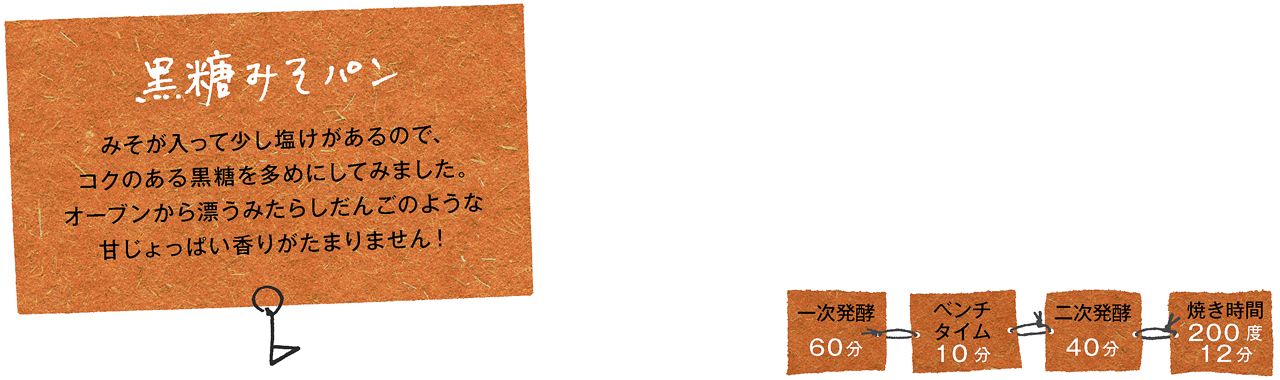 黒糖みそパン
みそが入って少し塩けがあるので、
コクのある黒糖を多めにしてみました。
オーブンから漂うみたらしだんごのような
甘じょっぱい香りがたまりません！
一次発酵
60分
ベンチ
タイム
10分
二次発酵
40分
焼き時間
200度
12分